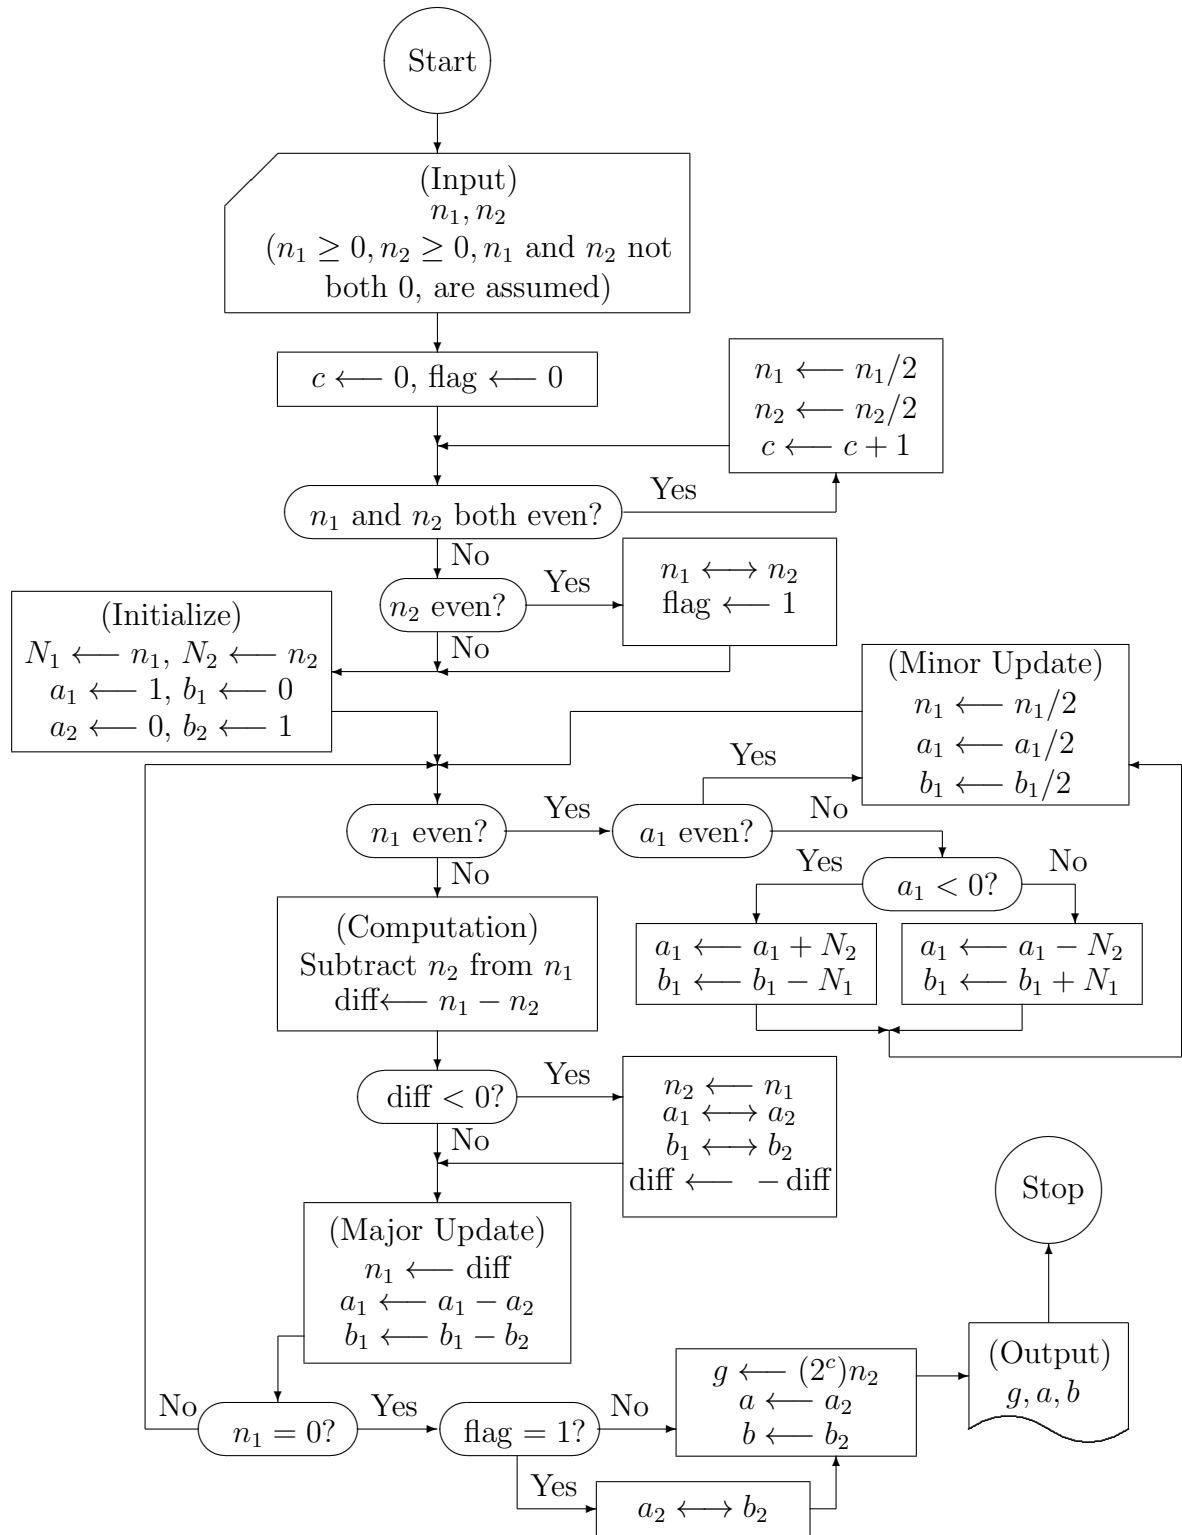 Start
(Input)
n₁, n₂
(n₁ ≥ 0, n₂ ≥ 0, n₁ and n₂ not
both 0, are assumed)
c ⟵ 0, flag ⟵ 0
n₁ ⟵ n₁/2
n₂ ⟵ n₂/2
c ⟵ c + 1
n₁ and n₂ both even?
Yes
No
n₂ even?
Yes
n₁ ⟷ n₂
flag ⟵ 1
No
(Initialize)
N₁ ⟵ n₁, N₂ ⟵ n₂
a₁ ⟵ 1, b₁ ⟵ 0
a₂ ⟵ 0, b₂ ⟵ 1
(Minor Update)
n₁ ⟵ n₁/2
a₁ ⟵ a₁/2
b₁ ⟵ b₁/2
n₁ even?
Yes
a₁ even?
Yes
No
a₁ < 0?
Yes
No
a₁ ⟵ a₁ + N₂
b₁ ⟵ b₁ − N₁
a₁ ⟵ a₁ − N₂
b₁ ⟵ b₁ + N₁
No
(Computation)
Subtract n₂ from n₁
diff⟵ n₁ − n₂
diff < 0?
Yes
n₂ ⟵ n₁
a₁ ⟷ a₂
b₁ ⟷ b₂
diff ⟵ − diff
No
(Major Update)
n₁ ⟵ diff
a₁ ⟵ a₁ − a₂
b₁ ⟵ b₁ − b₂
No
n₁ = 0?
Yes
flag = 1?
No
Yes
a₂ ⟷ b₂
g ⟵ (2ᶜ)n₂
a ⟵ a₂
b ⟵ b₂
(Output)
g, a, b
Stop